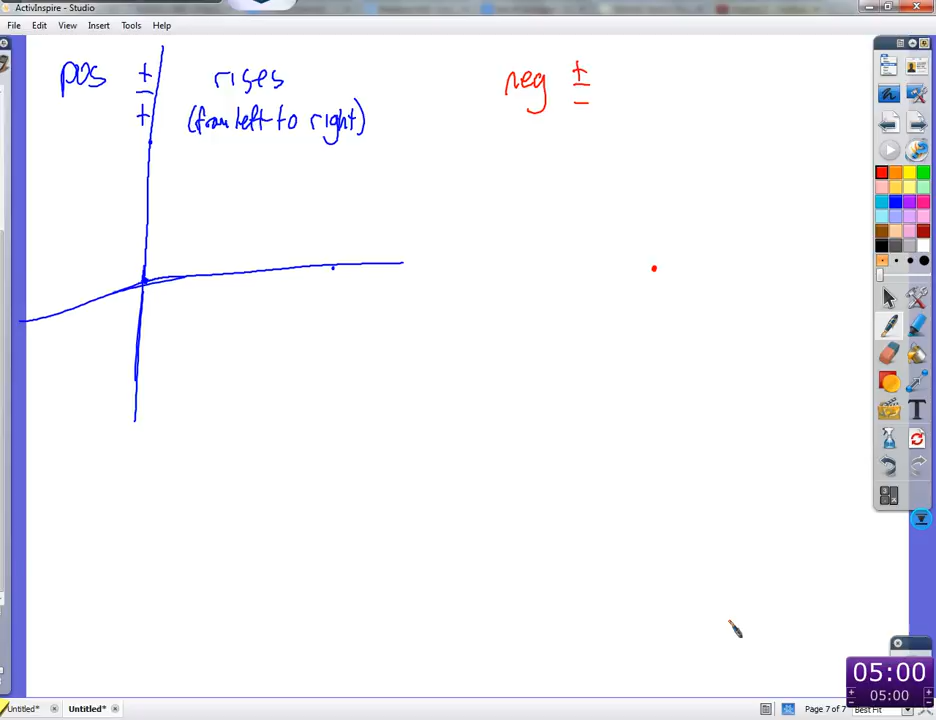 ActivInspire - Studio
File Edit View Insert Tools Help
pos + rises
+ (from left to right)
neg +
-
05:00
05:00
Untitled* Untitled*
Page 7 of 7 Best Fit